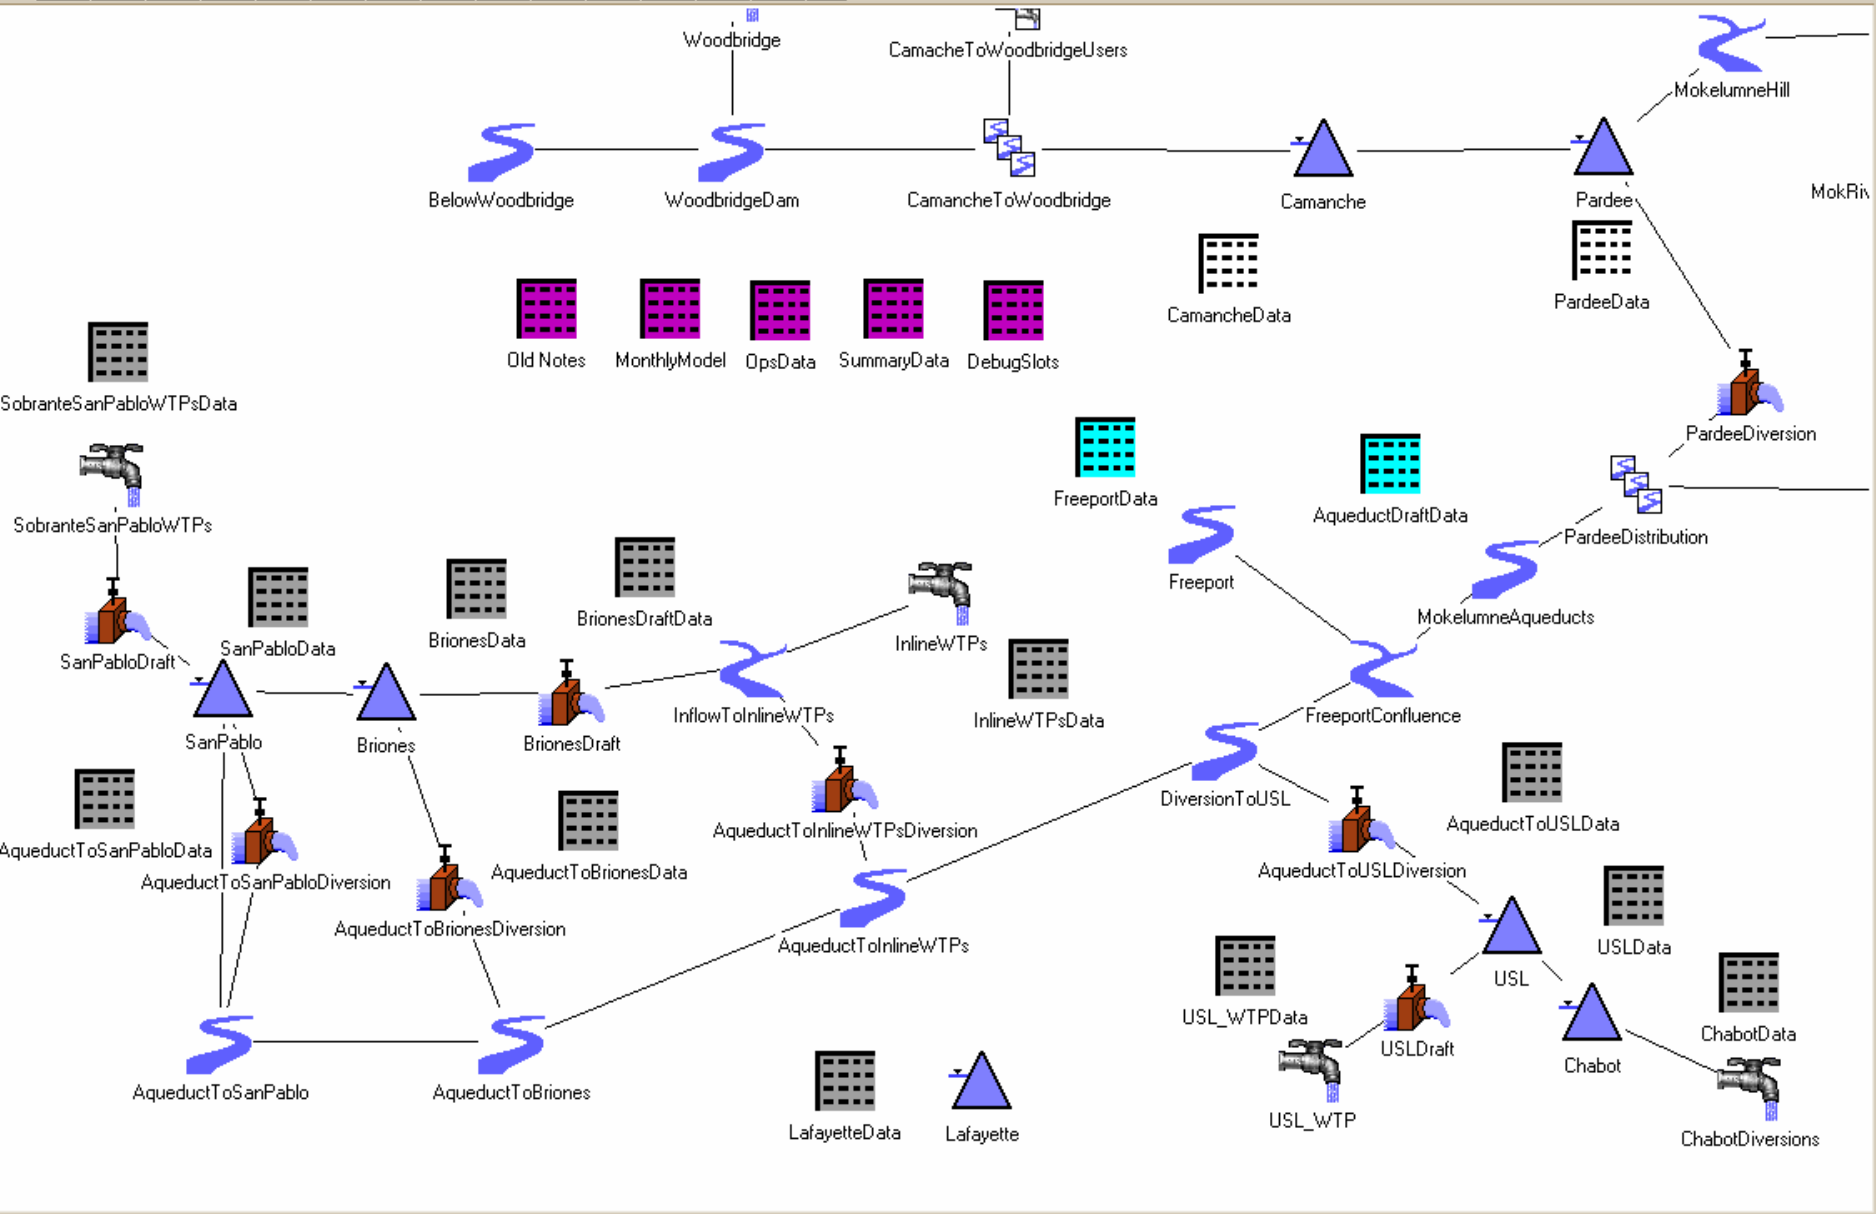 Woodbridge
CamacheToWoodbridgeUsers
MokelumneHill
BelowWoodbridge
WoodbridgeDam
CamancheToWoodbridge
Camanche
Pardee
MokRiv
CamancheData
PardeeData
Old Notes
MonthlyModel
OpsData
SummaryData
DebugSlots
SobranteSanPabloWTPsData
PardeeDiversion
FreeportData
AqueductDraftData
SobranteSanPabloWTPs
PardeeDistribution
Freeport
MokelumneAqueducts
BrionesDraftData
BrionesData
SanPabloData
SanPabloDraft
InlineWTPs
InlineWTPsData
InflowToInlineWTPs
FreeportConfluence
SanPablo
Briones
BrionesDraft
DiversionToUSL
AqueductToUSLData
AqueductToInlineWTPsDiversion
AqueductToSanPabloData
AqueductToBrionesData
AqueductToUSLDiversion
AqueductToSanPabloDiversion
AqueductToBrionesDiversion
AqueductToInlineWTPs
USLData
USL
USL_WTPData
ChabotData
USLDraft
Chabot
AqueductToSanPablo
AqueductToBriones
USL_WTP
LafayetteData
Lafayette
ChabotDiversions